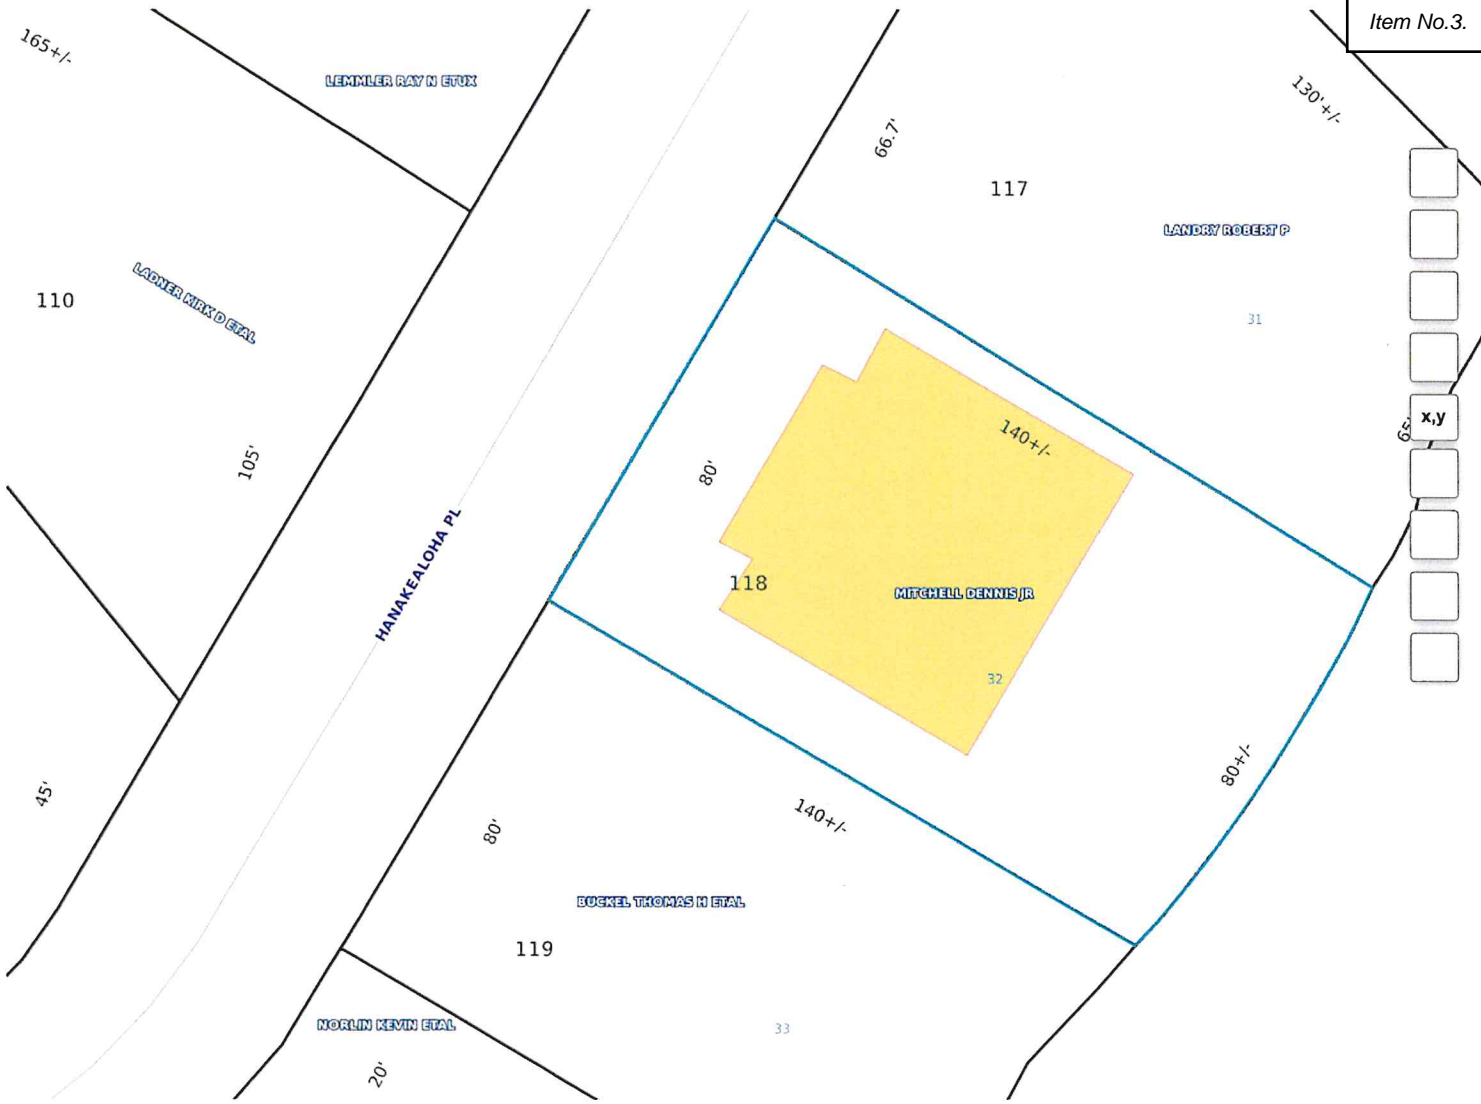 Item No.3.
165+/-
LEMMLER RAY N ETUX
130'+/-
66.7'
117
LANDRY ROBERT P
LADNER KIRK D ETAL
110
31
x,y
65'
140+/-
105'
80'
HANAKEALOHA PL
118
MITCHELL DENNIS JR
32
80+/-
45'
140+/-
80'
BUCKEL THOMAS H ETAL
119
NORLIN KEVIN ETAL
33
20'